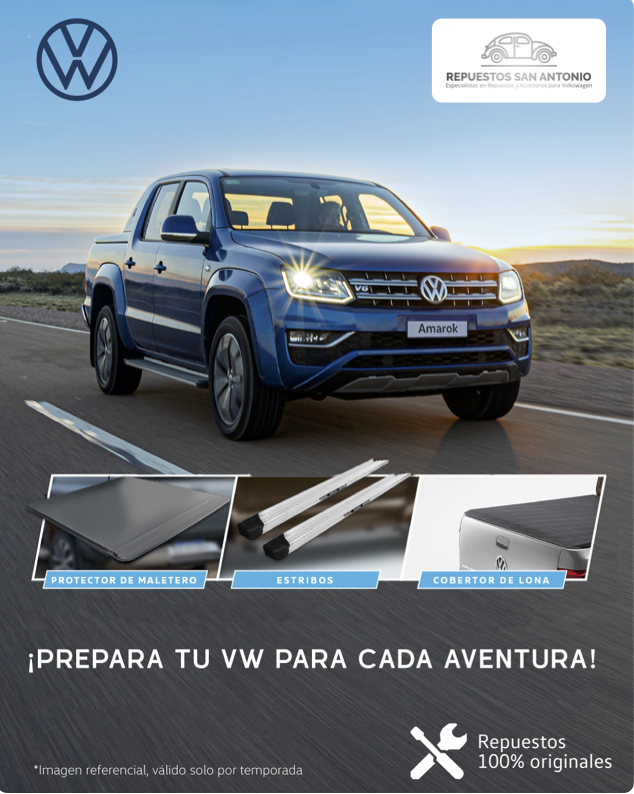 REPUESTOS SAN ANTONIO
Especialistas en Repuestos y Accesorios para Volkswagen
V6
Amarok
PROTECTOR DE MALETERO
ESTRIBOS
COBERTOR DE LONA
¡PREPARA TU VW PARA CADA AVENTURA!
Repuestos
100% originales
*Imagen referencial, válido solo por temporada